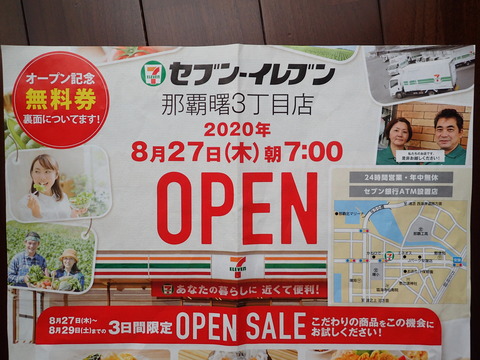 オープン記念
無料券
裏面についてます!
7
ELEVEN
セブン-イレブン
那覇曙3丁目店
2020年
8月27日(木)朝7:00
OPEN
24時間営業・年中無休
セブン銀行ATM設置店
7
ELEVEN
あなたの暮らしに 近くて便利!
8月27日(木)〜
8月29日(土)までの
3日間限定
OPEN SALE
こだわりの商品をこの機会に
お試しください!